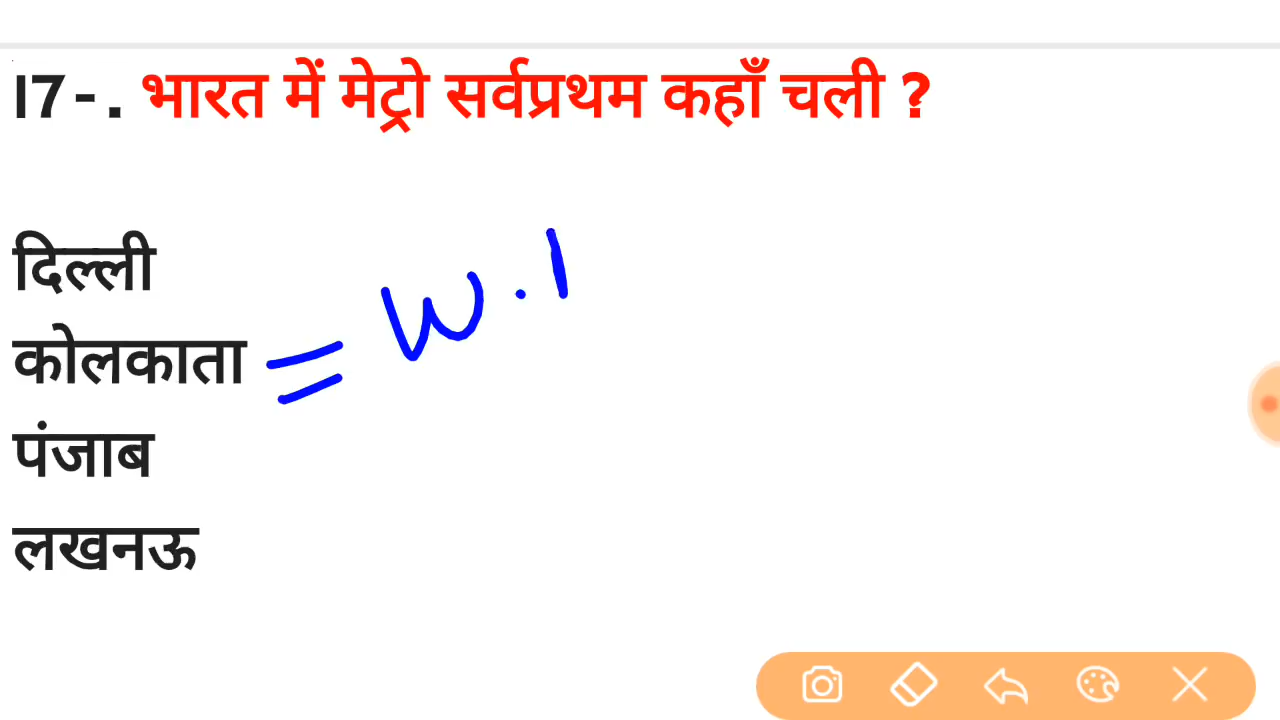 17-. भारत में मेट्रो सर्वप्रथम कहाँ चली ?
दिल्ली
कोलकाता = W.
पंजाब
लखनऊ